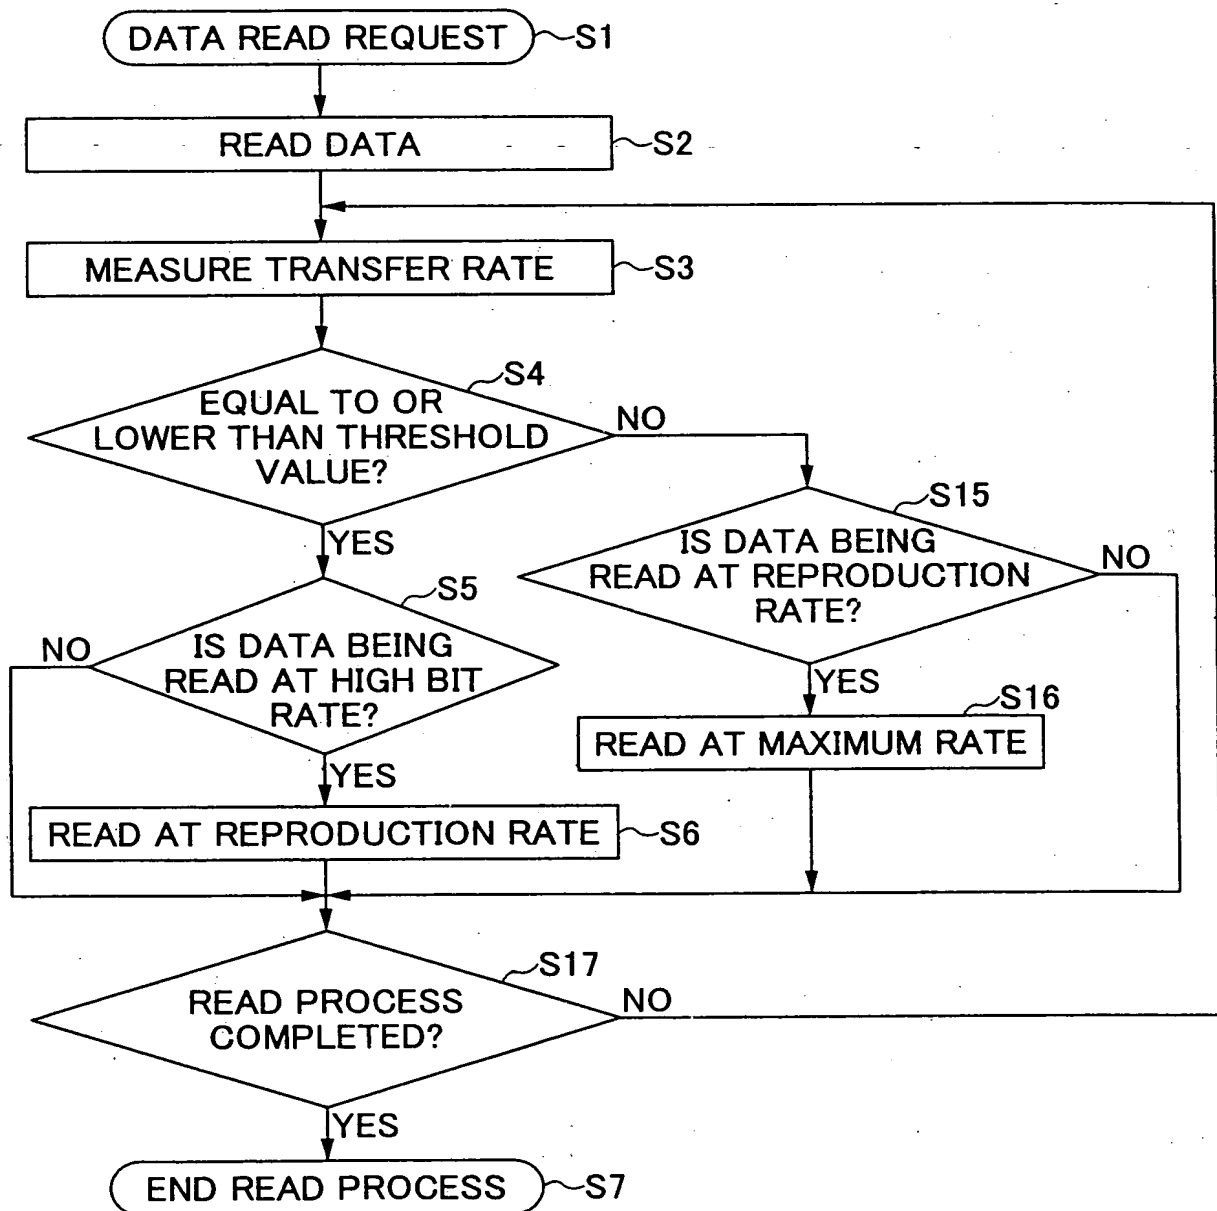 DATA READ REQUEST
S1
READ DATA
S2
MEASURE TRANSFER RATE
S3
S4
EQUAL TO OR
LOWER THAN THRESHOLD
VALUE?
NO
YES
S15
IS DATA BEING
READ AT REPRODUCTION
RATE?
NO
YES
S5
IS DATA BEING
READ AT HIGH BIT
RATE?
NO
YES
S16
READ AT MAXIMUM RATE
READ AT REPRODUCTION RATE
S6
S17
READ PROCESS
COMPLETED?
NO
YES
END READ PROCESS
S7